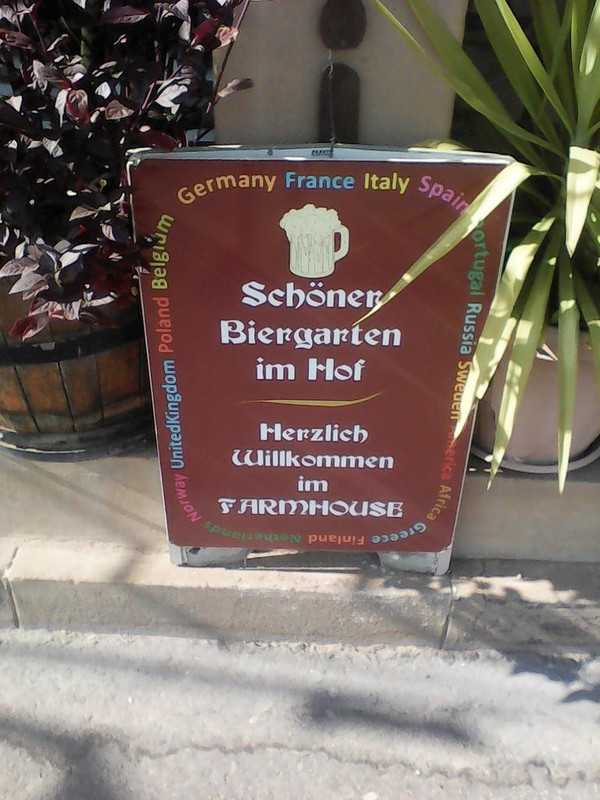 Germany France Italy Spain Portugal Russia Sweden America Africa Greece Finland Netherlands Norway UnitedKingdom Poland Belgium
Schöner
Biergarten
im Hof
Herzlich
Willkommen
im
FARMHOUSE